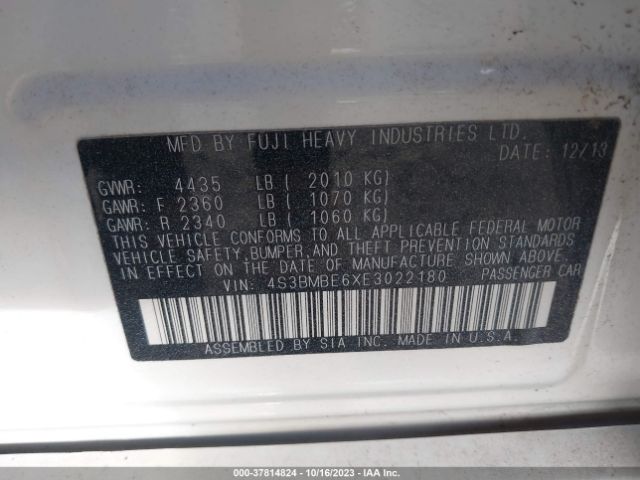 MFD BY FUJI HEAVY INDUSTRIES LTD.
DATE: 12/13
GVWR: 4435 LB ( 2010 KG)
GAWR: F 2360 LB ( 1070 KG)
GAWR: R 2340 LB ( 1060 KG)
THIS VEHICLE CONFORMS TO ALL APPLICABLE FEDERAL MOTOR
VEHICLE SAFETY, BUMPER, AND THEFT PREVENTION STANDARDS
IN EFFECT ON THE DATE OF MANUFACTURE SHOWN ABOVE.
VIN: 4S3BMBE6XE3022180 PASSENGER CAR
ASSEMBLED BY SIA INC. MADE IN U.S.A.
000-37814824 | 10/16/2023 | IAA Inc.